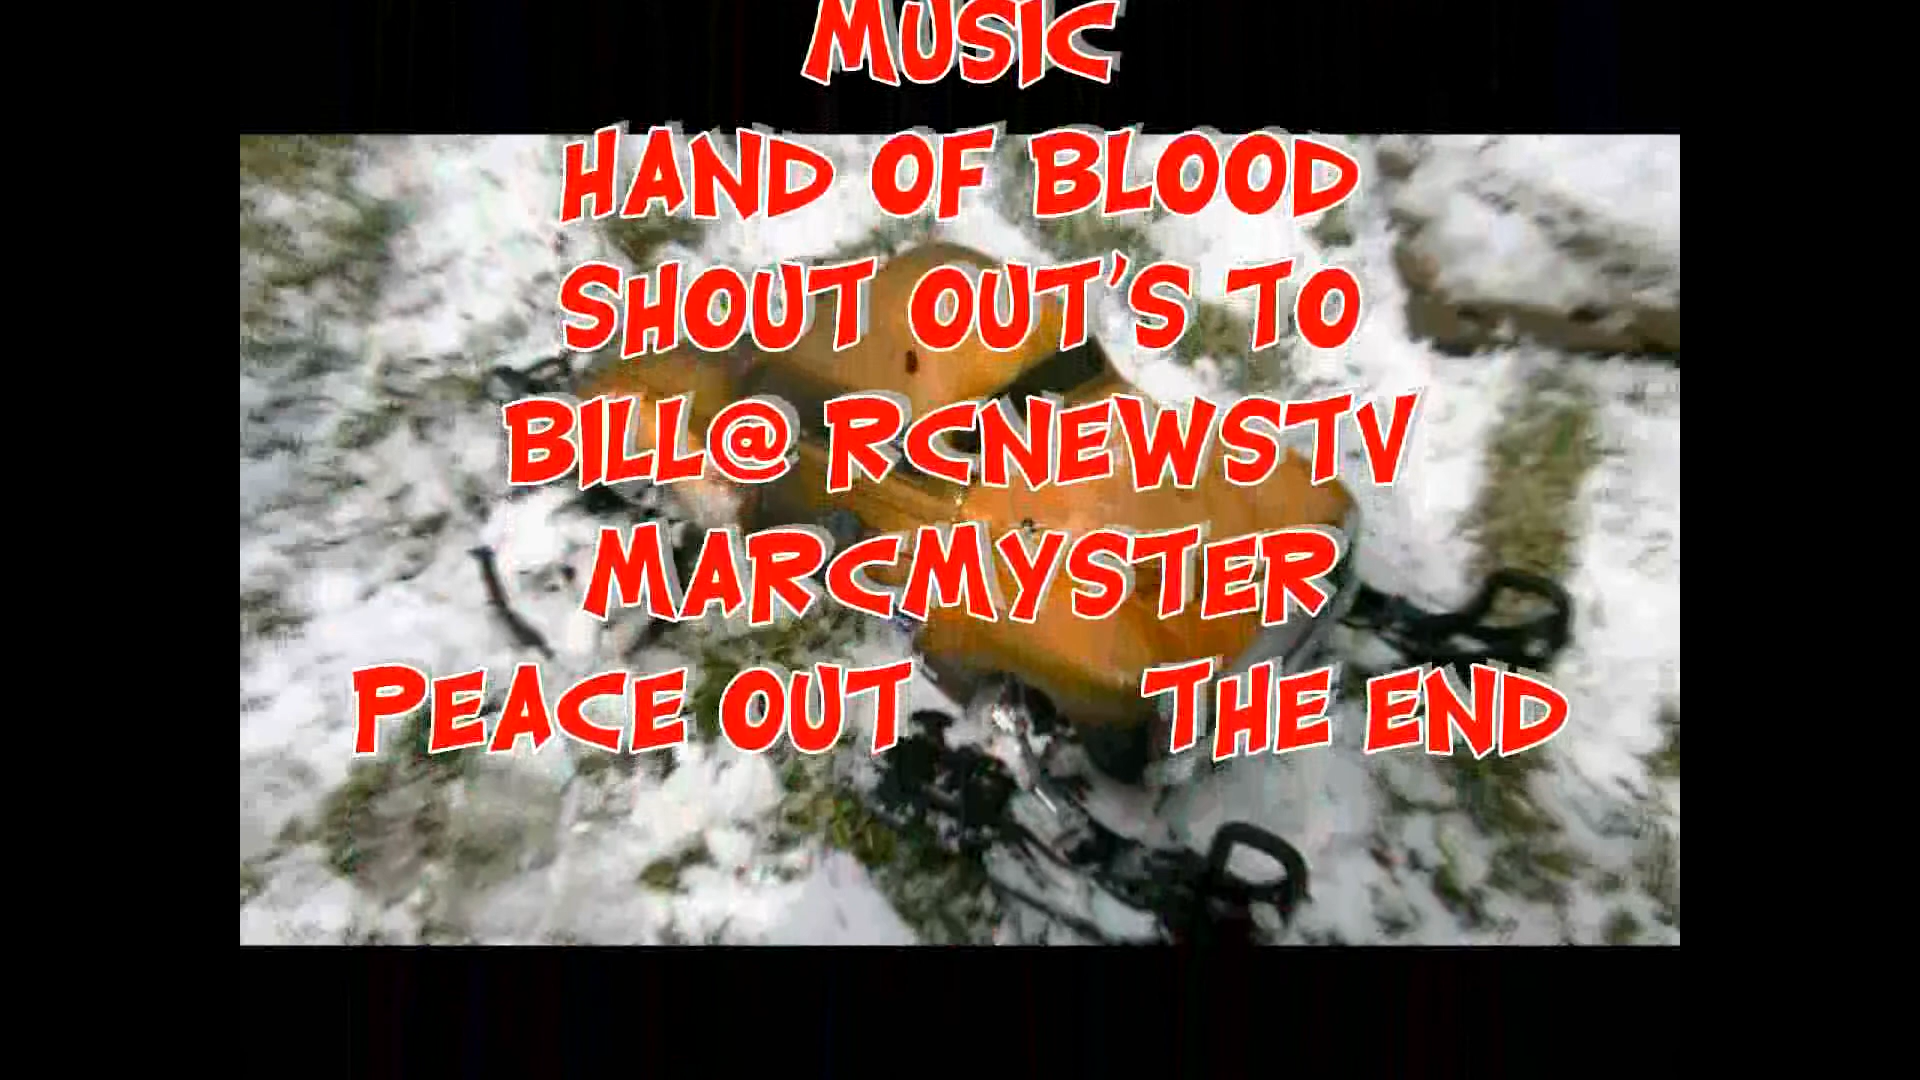 MUSIC
HAND OF BLOOD
SHOUT OUT'S TO
BILL@ RCNEWSTV
MARCMYSTER
PEACE OUT THE END